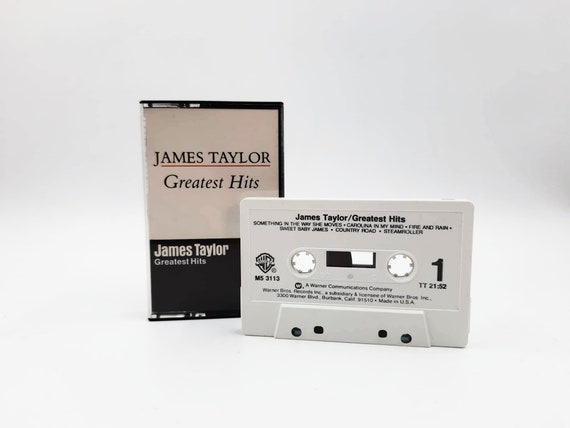 JAMES TAYLOR
Greatest Hits
James Taylor
Greatest Hits
James Taylor/Greatest Hits
SOMETHING IN THE WAY SHE MOVES • CAROLINA IN MY MIND • FIRE AND RAIN •
SWEET BABY JAMES • COUNTRY ROAD • STEAMROLLER
M5 3113
1
TT 21:52
A Warner Communications Company
Warner Bros. Records Inc., a subsidiary & licensee of Warner Bros. Inc.,
3300 Warner Blvd., Burbank, Calif. 91510 • Made in U.S.A.